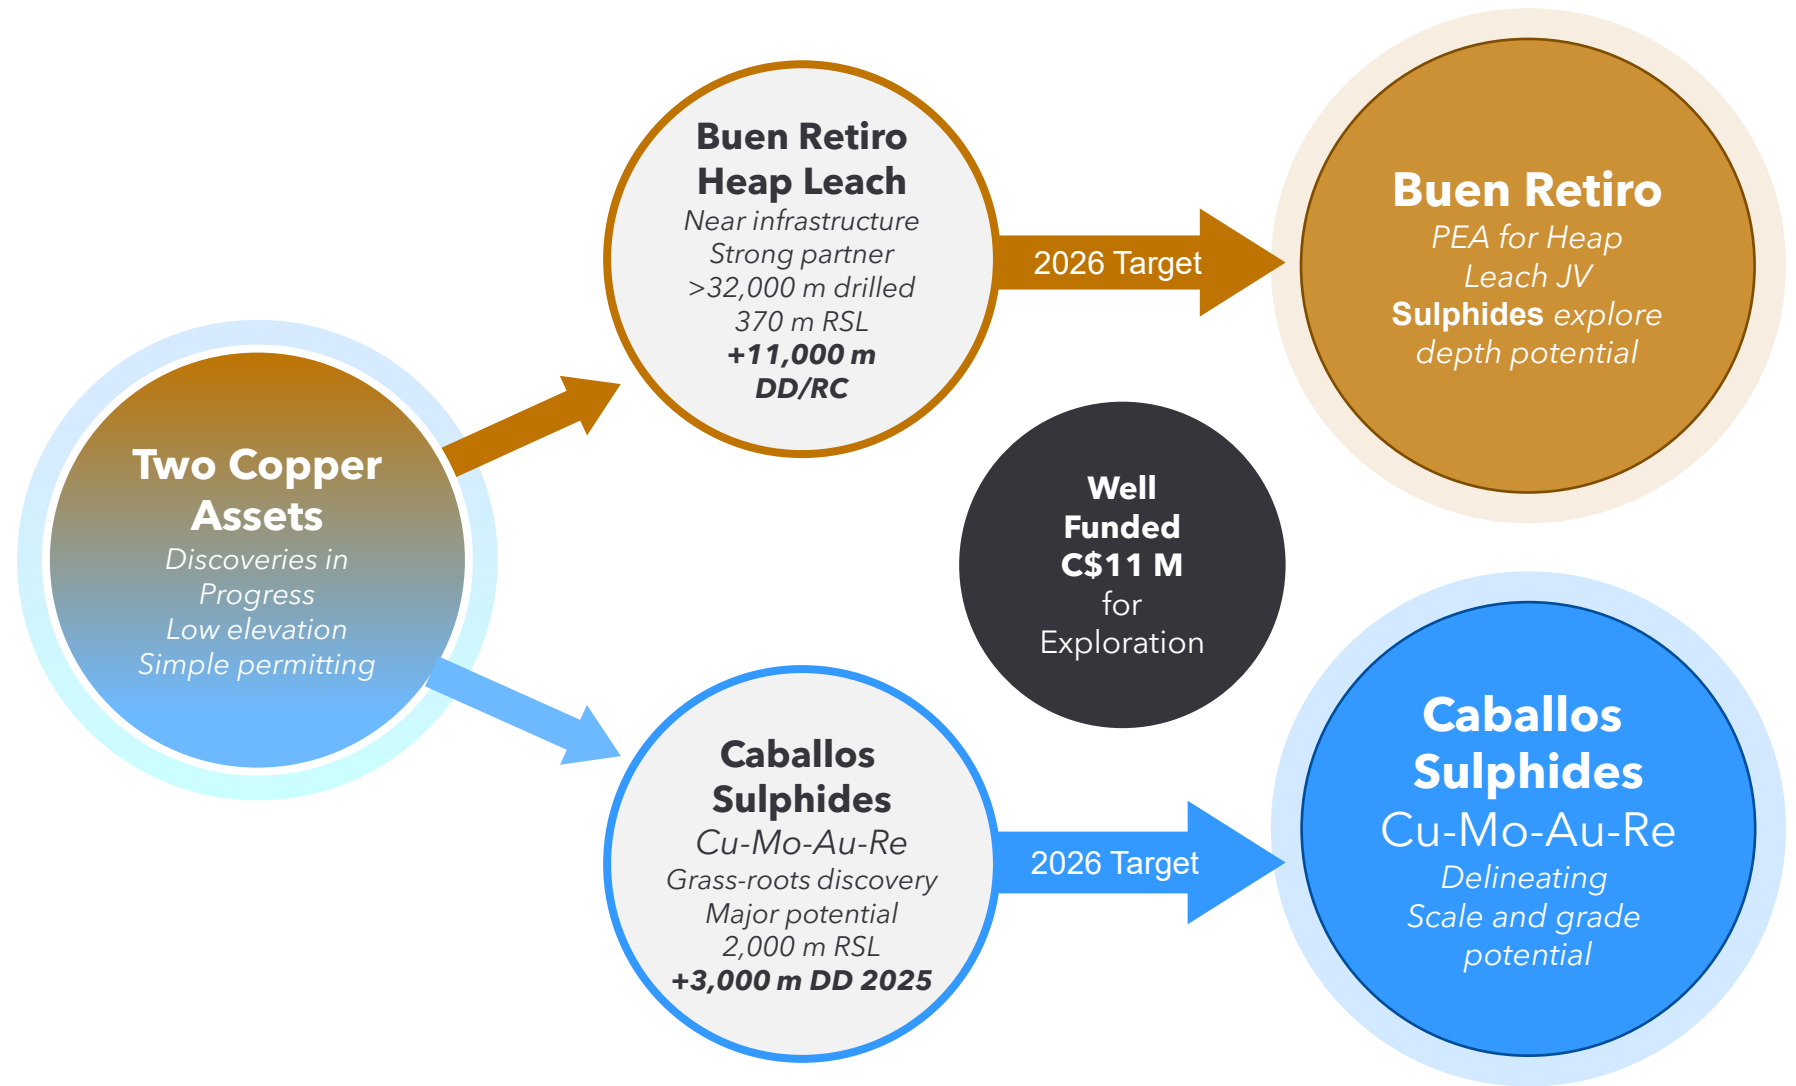 Two Copper
Assets
Discoveries in
Progress
Low elevation
Simple permitting
Buen Retiro
Heap Leach
Near infrastructure
Strong partner
>32,000 m drilled
370 m RSL
+11,000 m
DD/RC
2026 Target
Buen Retiro
PEA for Heap
Leach JV
Sulphides explore
depth potential
Well
Funded
C$11 M
for
Exploration
Caballos
Sulphides
Cu-Mo-Au-Re
Grass-roots discovery
Major potential
2,000 m RSL
+3,000 m DD 2025
2026 Target
Caballos
Sulphides
Cu-Mo-Au-Re
Delineating
Scale and grade
potential